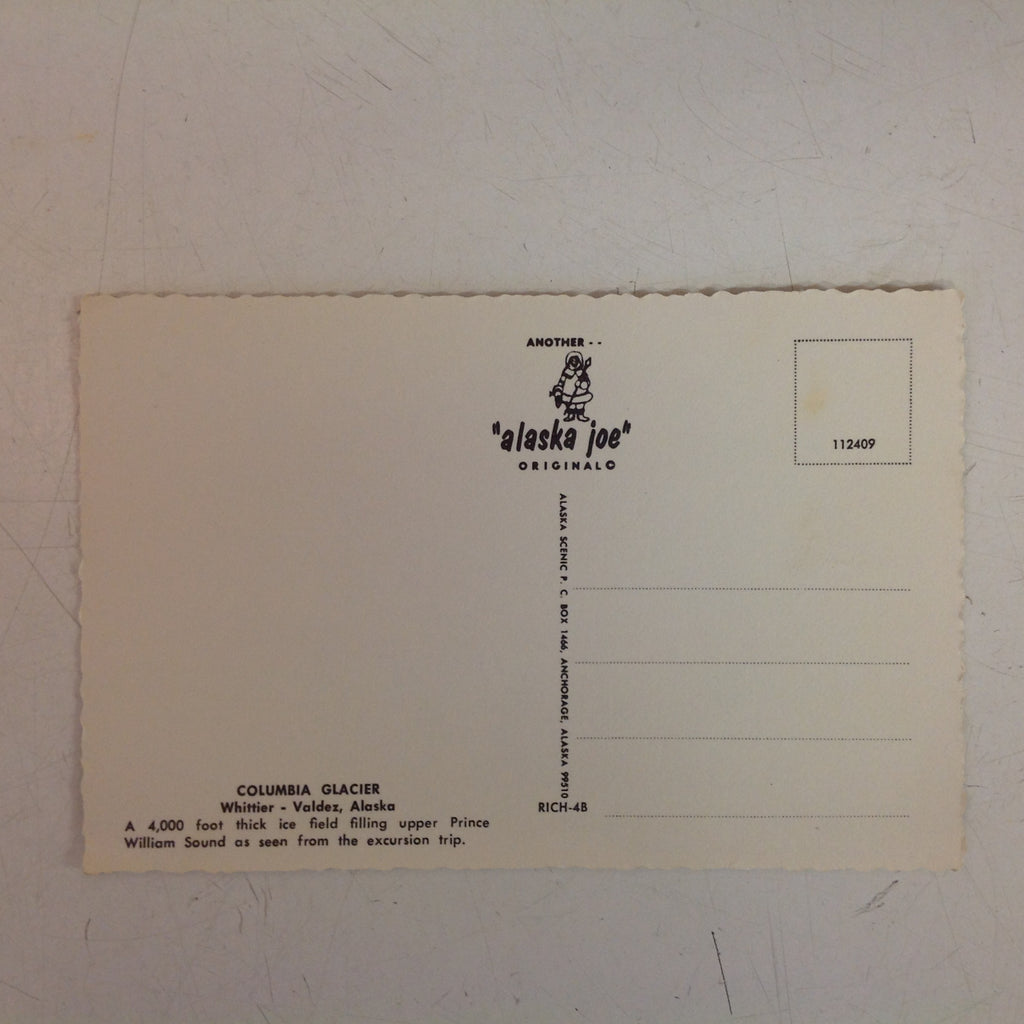 ANOTHER - -
"alaska joe"
ORIGINAL©
112409
ALASKA SCENIC P. C. BOX 1466, ANCHORAGE, ALASKA 99510
COLUMBIA GLACIER
Whittier - Valdez, Alaska
A 4,000 foot thick ice field filling upper Prince
William Sound as seen from the excursion trip.
RICH-4B